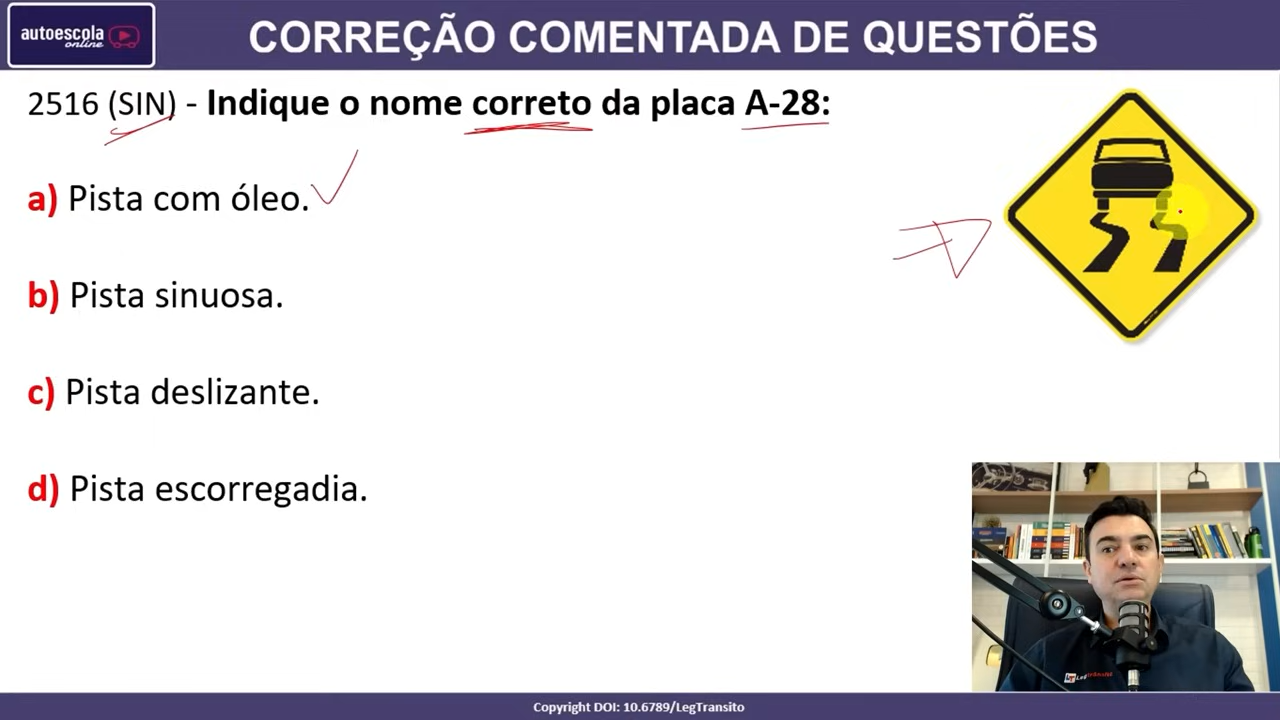 autoescola
online
CORREÇÃO COMENTADA DE QUESTÕES
2516 (SIN) - Indique o nome correto da placa A-28:
a) Pista com óleo.
b) Pista sinuosa.
c) Pista deslizante.
d) Pista escorregadia.
Copyright DOI: 10.6789/LegTransito